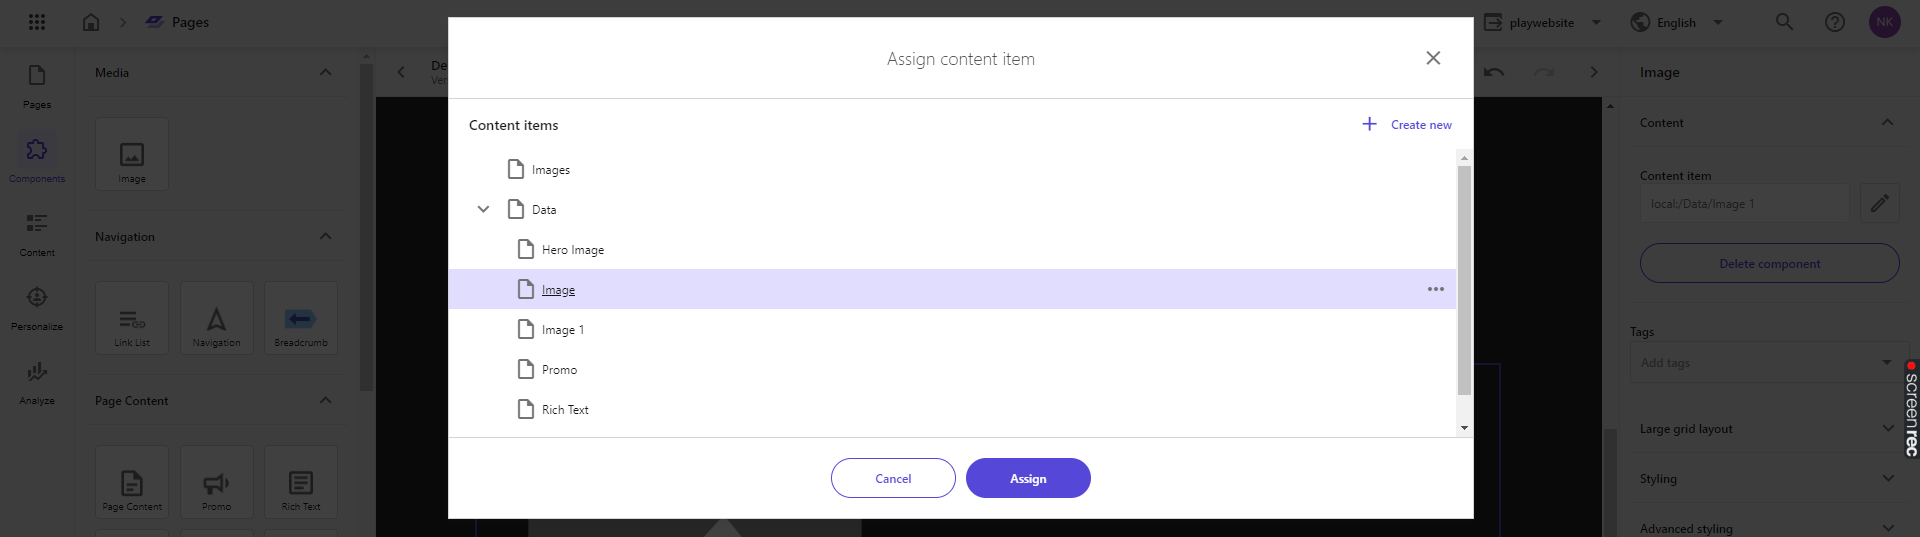 Pages
playwebsite
English
NK
Pages
Components
Content
Personalize
Analyze
Media
Image
Navigation
Link List
Navigation
Breadcrumb
Page Content
Page Content
Promo
Rich Text
De
Ver
Assign content item
Content items
Create new
Images
Data
Hero Image
Image
Image 1
Promo
Rich Text
Cancel
Assign
Image
Content
Content item
local:/Data/Image 1
Delete component
Tags
Add tags
Large grid layout
Styling
Advanced styling
screenrec